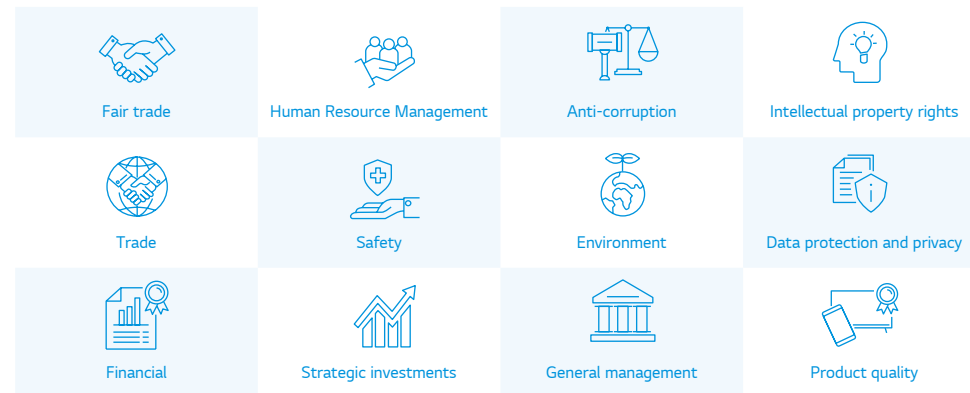 Fair trade
Human Resource Management
Anti-corruption
Intellectual property rights
Trade
Safety
Environment
Data protection and privacy
Financial
Strategic investments
General management
Product quality